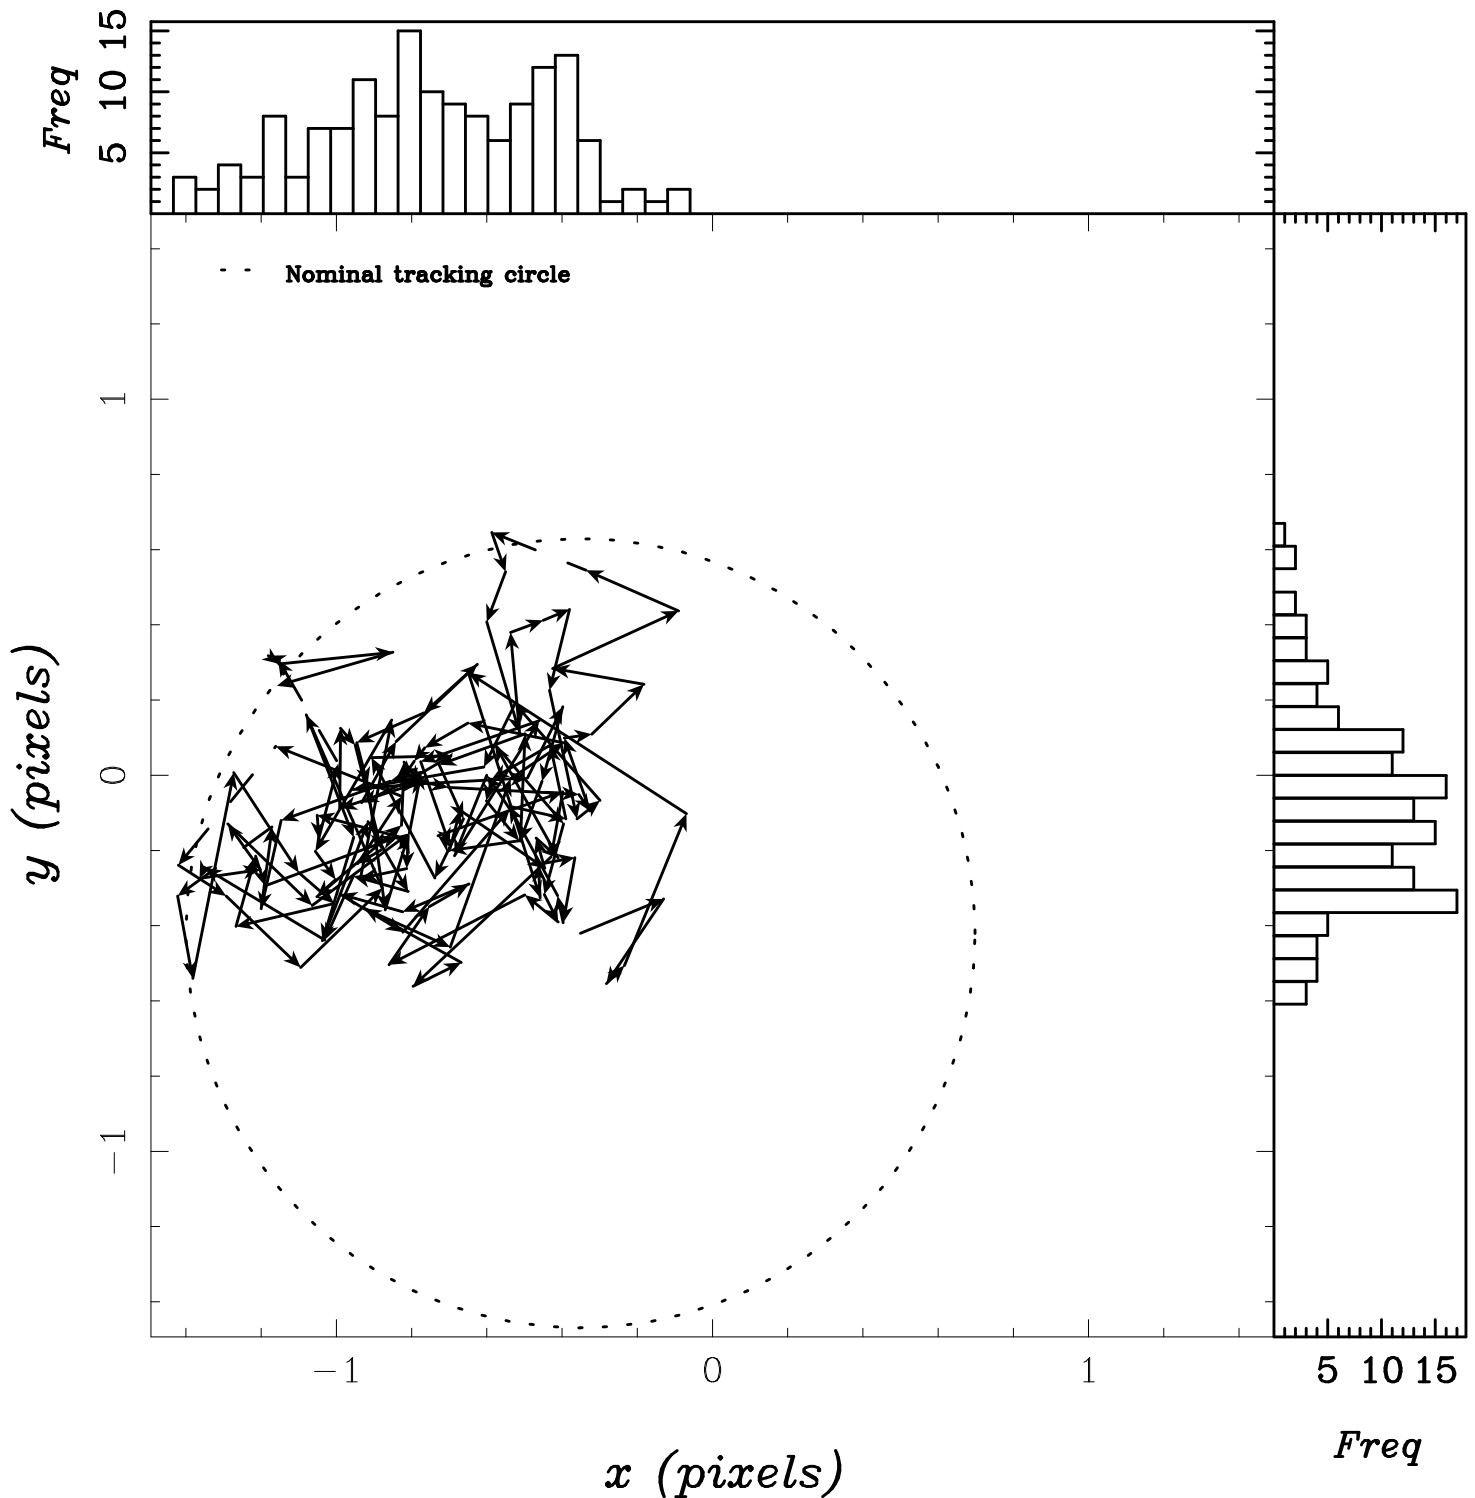 Freq
5 10 15
Nominal tracking circle
y (pixels)
1
0
−1
−1 0 1
5 10 15
Freq
x (pixels)